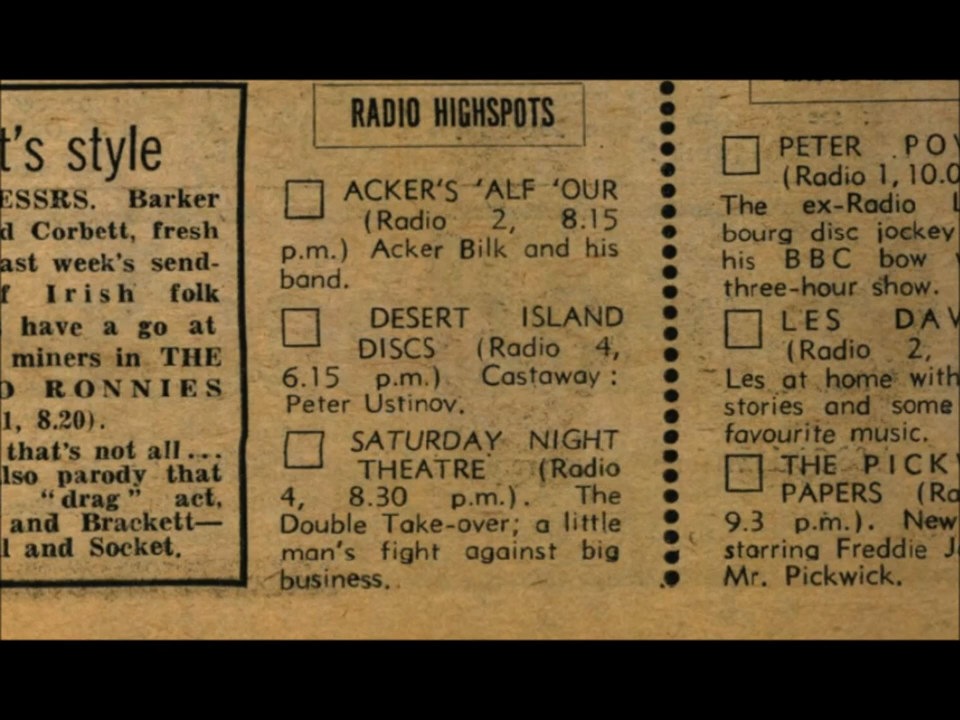 t's style
ESSRS. Barker
d Corbett, fresh
ast week's send-
f Irish folk
have a go at
miners in THE
O RONNIES
1, 8.20).
that's not all...
lso parody that
"drag" act,
and Brackett—
l and Socket.
RADIO HIGHSPOTS
ACKER'S 'ALF 'OUR
(Radio 2, 8.15
p.m.) Acker Bilk and his
band.
DESERT ISLAND
DISCS (Radio 4,
6.15 p.m.) Castaway:
Peter Ustinov.
SATURDAY NIGHT
THEATRE (Radio
4, 8.30 p.m.). The
Double Take-over; a little
man's fight against big
business.
PETER POV
(Radio 1, 10.0
The ex-Radio L
bourg disc jockey
his BBC bow
three-hour show.
LES DAV
(Radio 2,
Les at home with
stories and some
favourite music.
THE PICK
PAPERS (Ra
9.3 p.m.). New
starring Freddie J
Mr. Pickwick.